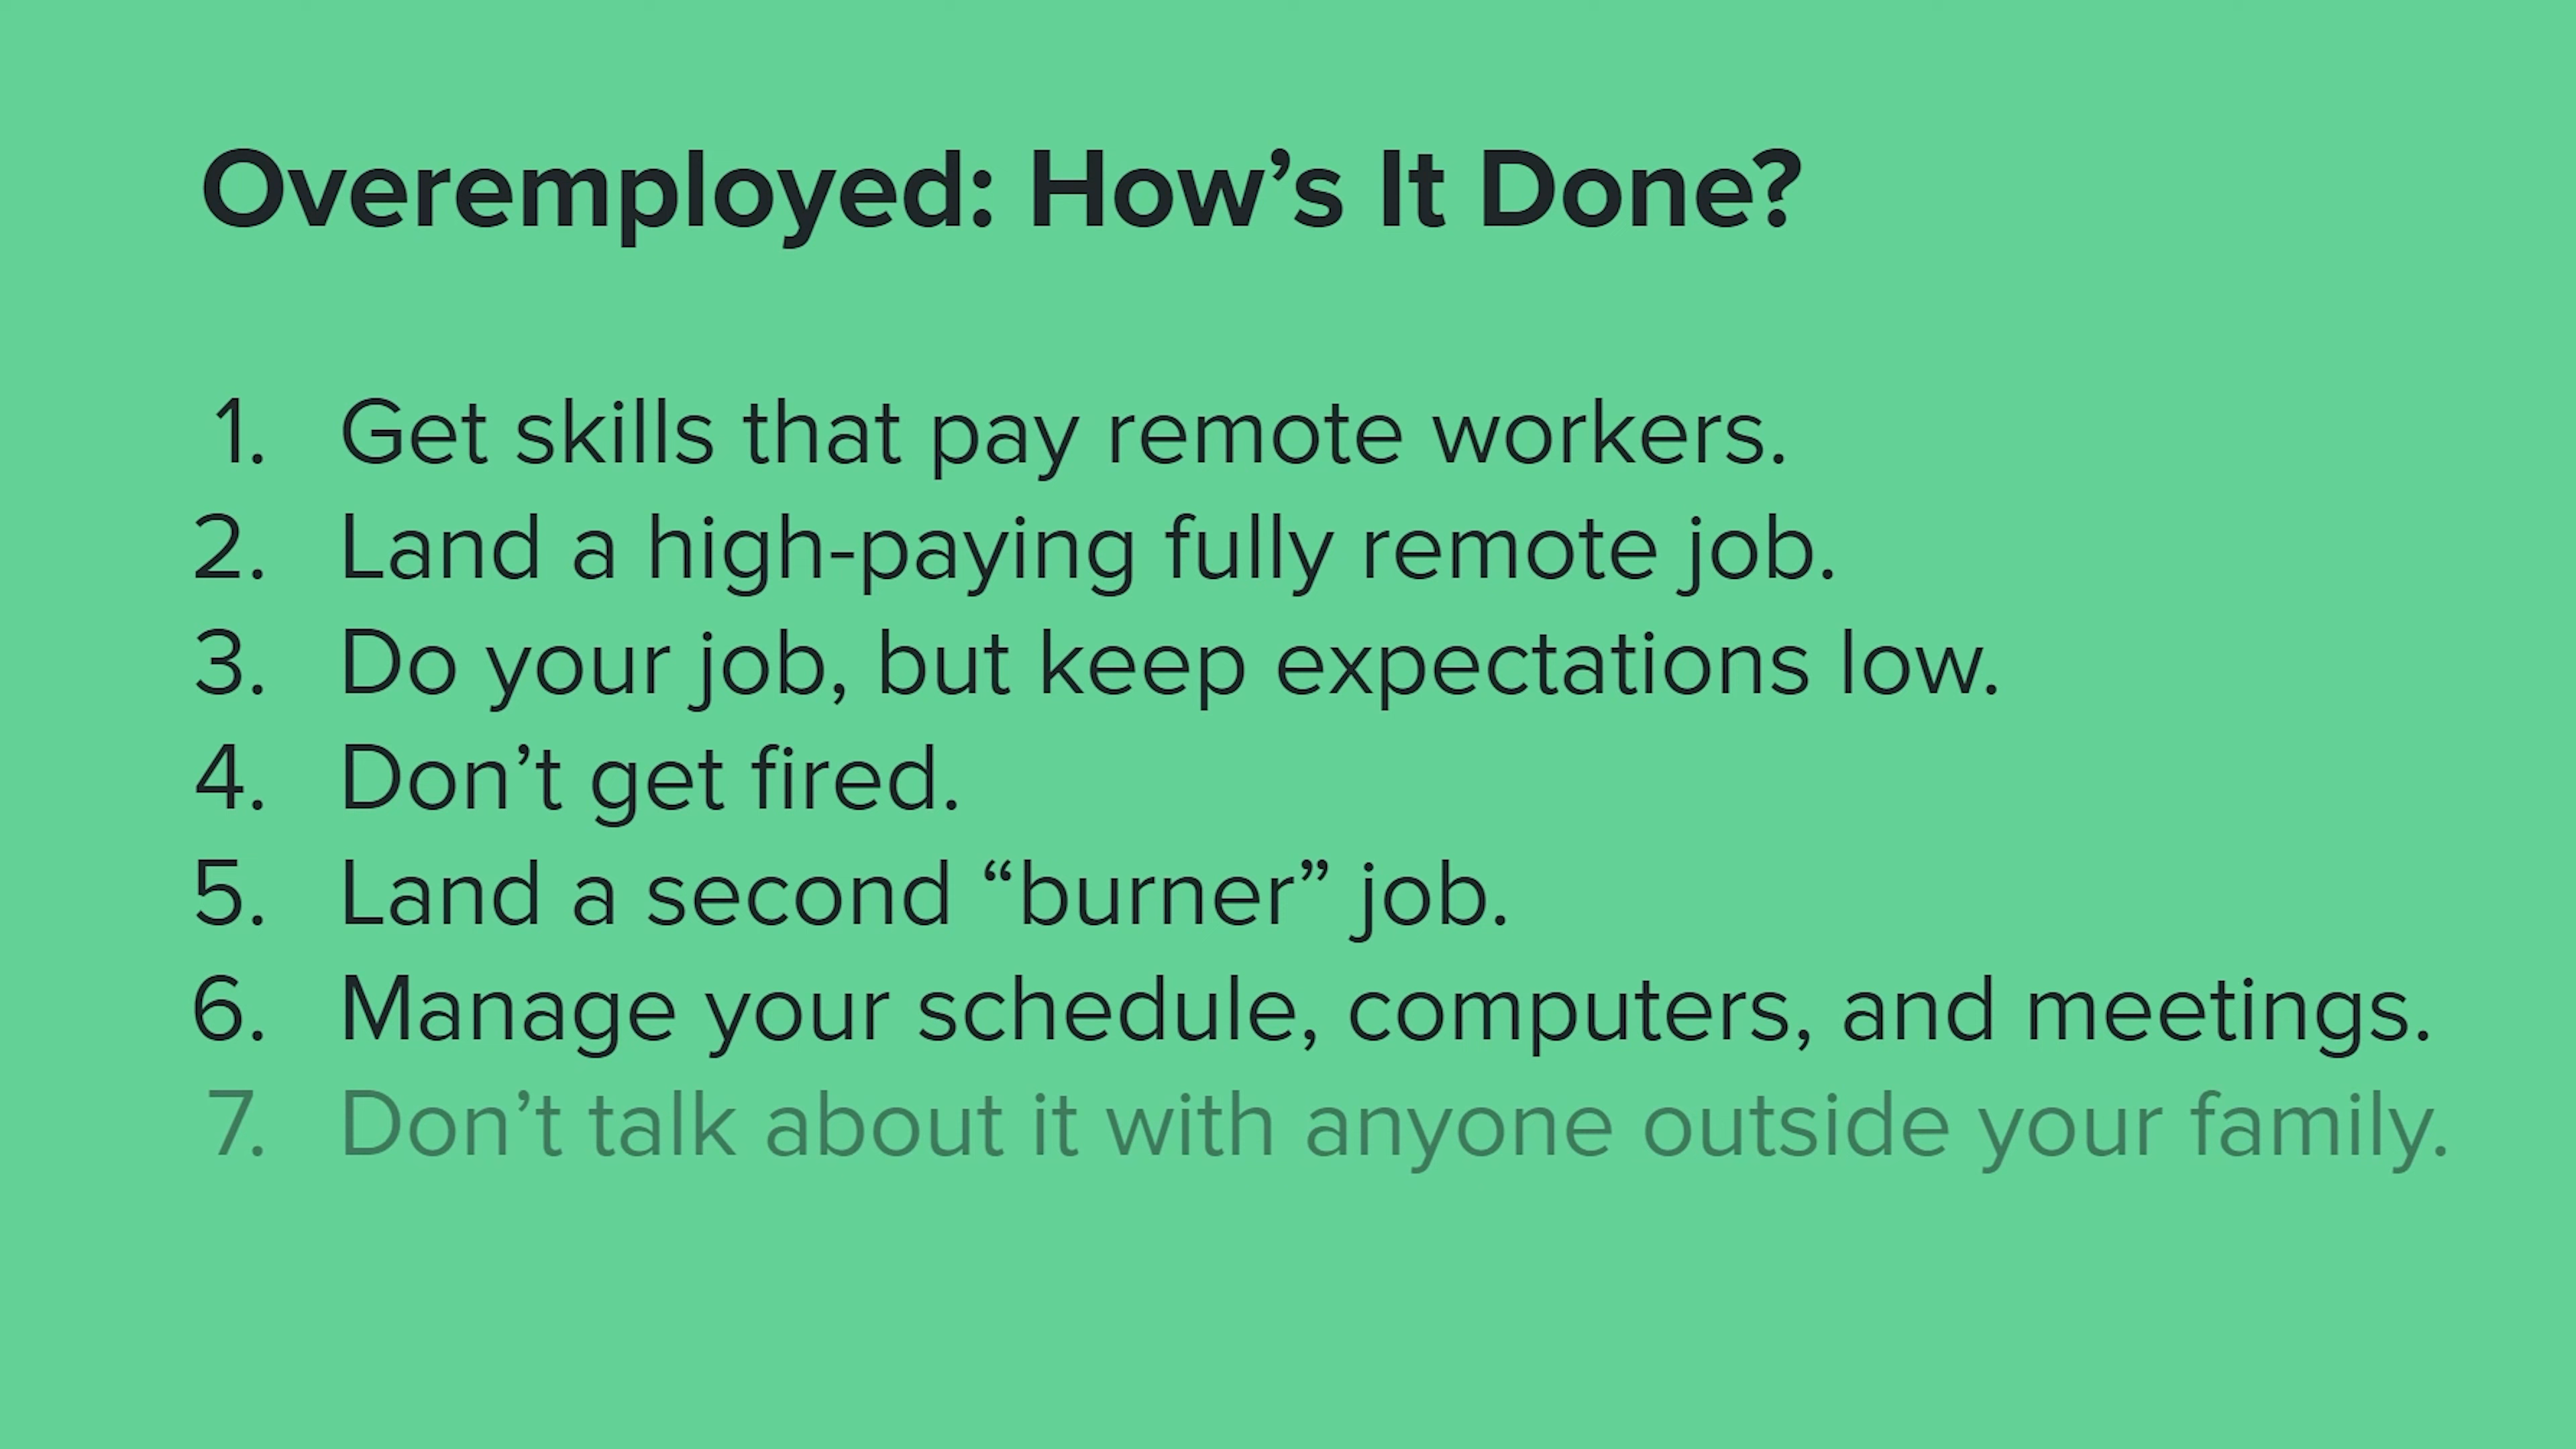 Overemployed: How’s It Done?
1. Get skills that pay remote workers.
2. Land a high-paying fully remote job.
3. Do your job, but keep expectations low.
4. Don’t get fired.
5. Land a second “burner” job.
6. Manage your schedule, computers, and meetings.
7. Don’t talk about it with anyone outside your family.